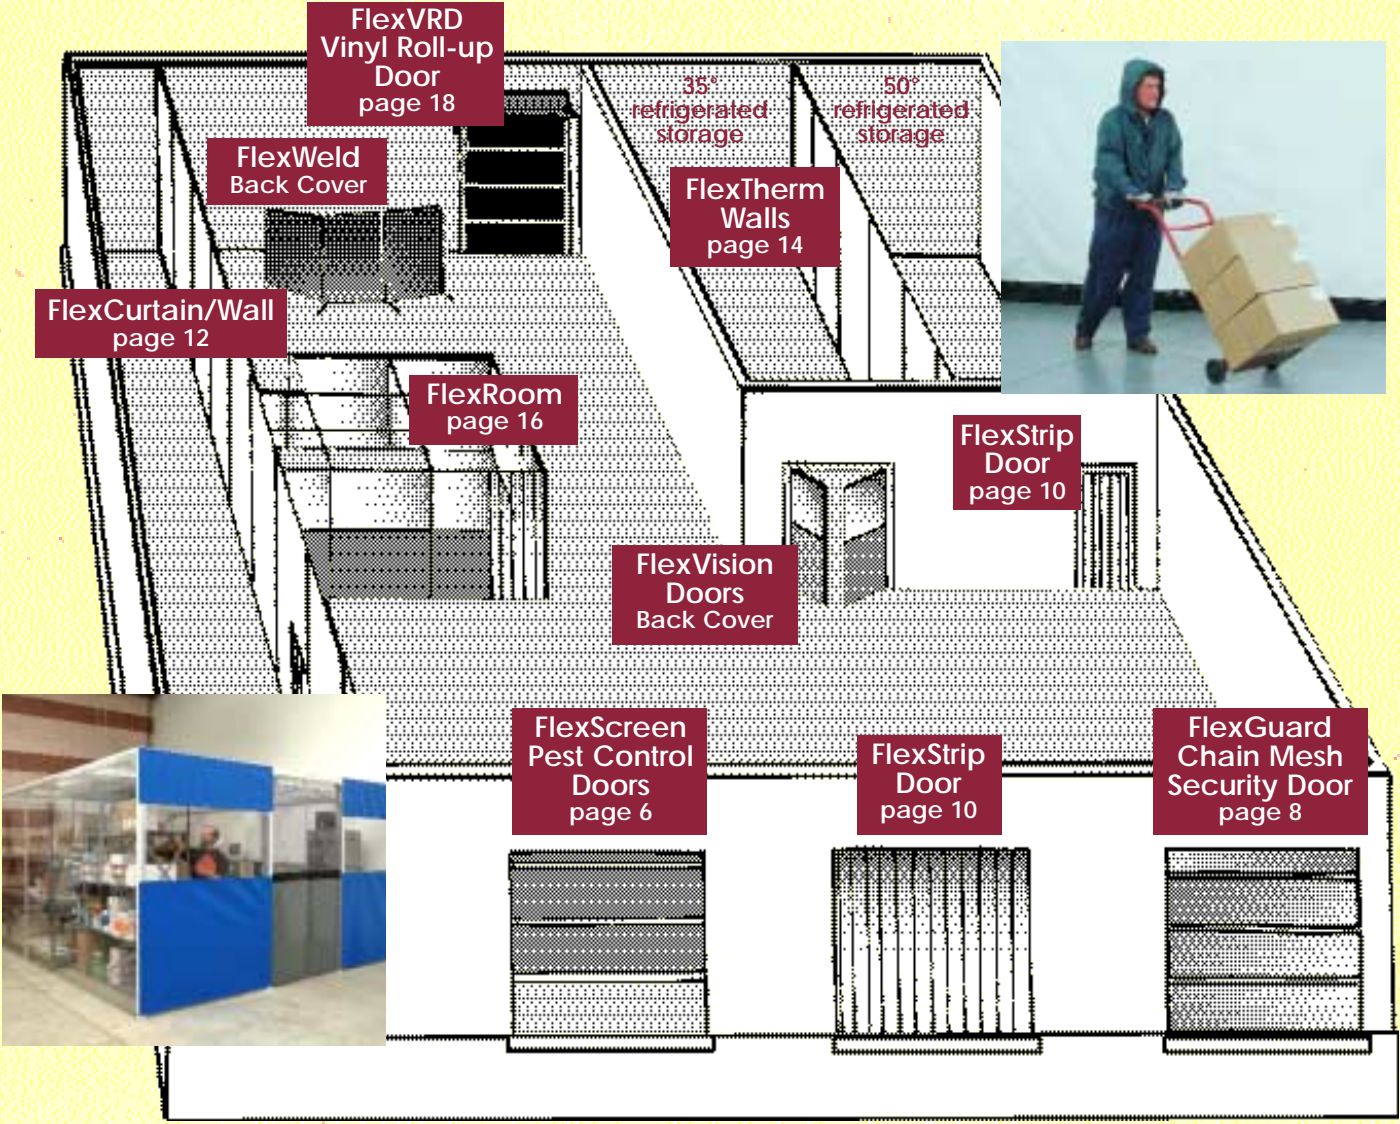 FlexVRD
Vinyl Roll-up
Door
page 18
35°
refrigerated
storage
50°
refrigerated
storage
FlexWeld
Back Cover
FlexTherm
Walls
page 14
FlexCurtain/Wall
page 12
FlexRoom
page 16
FlexStrip
Door
page 10
FlexVision
Doors
Back Cover
FlexScreen
Pest Control
Doors
page 6
FlexStrip
Door
page 10
FlexGuard
Chain Mesh
Security Door
page 8